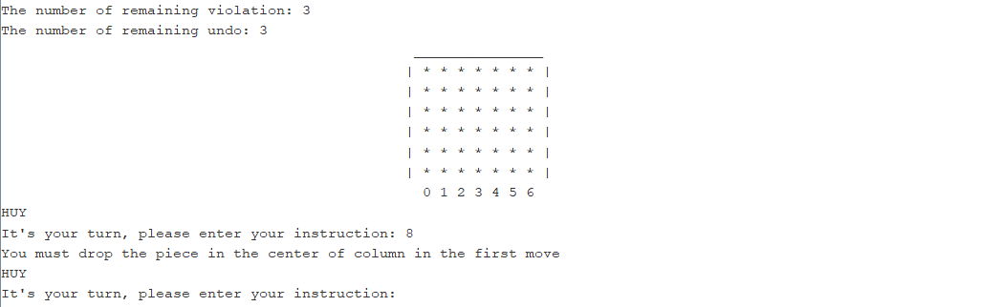 The number of remaining violation: 3
The number of remaining undo: 3
_______________
| * * * * * * * |
| * * * * * * * |
| * * * * * * * |
| * * * * * * * |
| * * * * * * * |
| * * * * * * * |
0 1 2 3 4 5 6
HUY
It's your turn, please enter your instruction: 8
You must drop the piece in the center of column in the first move
HUY
It's your turn, please enter your instruction: